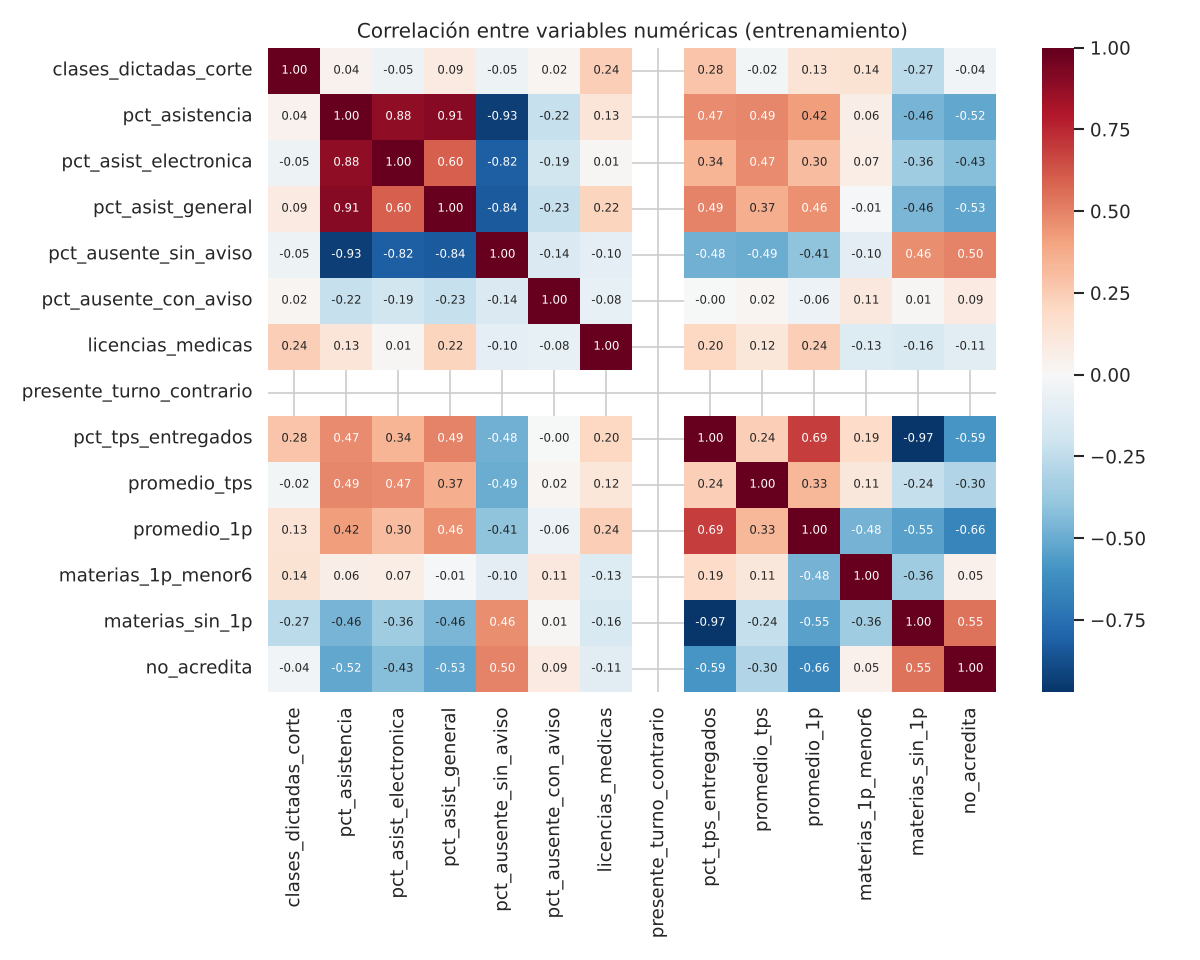 Correlación entre variables numéricas (entrenamiento)
clases_dictadas_corte 1.00 0.04 -0.05 0.09 -0.05 0.02 0.24 0.28 -0.02 0.13 0.14 -0.27 -0.04
pct_asistencia 0.04 1.00 0.88 0.91 -0.93 -0.22 0.13 0.47 0.49 0.42 0.06 -0.46 -0.52
pct_asist_electronica -0.05 0.88 1.00 0.60 -0.82 -0.19 0.01 0.34 0.47 0.30 0.07 -0.36 -0.43
pct_asist_general 0.09 0.91 0.60 1.00 -0.84 -0.23 0.22 0.49 0.37 0.46 -0.01 -0.46 -0.53
pct_ausente_sin_aviso -0.05 -0.93 -0.82 -0.84 1.00 -0.14 -0.10 -0.48 -0.49 -0.41 -0.10 0.46 0.50
pct_ausente_con_aviso 0.02 -0.22 -0.19 -0.23 -0.14 1.00 -0.08 -0.00 0.02 -0.06 0.11 0.01 0.09
licencias_medicas 0.24 0.13 0.01 0.22 -0.10 -0.08 1.00 0.20 0.12 0.24 -0.13 -0.16 -0.11
presente_turno_contrario
pct_tps_entregados 0.28 0.47 0.34 0.49 -0.48 -0.00 0.20 1.00 0.24 0.69 0.19 -0.97 -0.59
promedio_tps -0.02 0.49 0.47 0.37 -0.49 0.02 0.12 0.24 1.00 0.33 0.11 -0.24 -0.30
promedio_1p 0.13 0.42 0.30 0.46 -0.41 -0.06 0.24 0.69 0.33 1.00 -0.48 -0.55 -0.66
materias_1p_menor6 0.14 0.06 0.07 -0.01 -0.10 0.11 -0.13 0.19 0.11 -0.48 1.00 -0.36 0.05
materias_sin_1p -0.27 -0.46 -0.36 -0.46 0.46 0.01 -0.16 -0.97 -0.24 -0.55 -0.36 1.00 0.55
no_acredita -0.04 -0.52 -0.43 -0.53 0.50 0.09 -0.11 -0.59 -0.30 -0.66 0.05 0.55 1.00
clases_dictadas_corte
pct_asistencia
pct_asist_electronica
pct_asist_general
pct_ausente_sin_aviso
pct_ausente_con_aviso
licencias_medicas
presente_turno_contrario
pct_tps_entregados
promedio_tps
promedio_1p
materias_1p_menor6
materias_sin_1p
no_acredita
1.00
0.75
0.50
0.25
0.00
−0.25
−0.50
−0.75